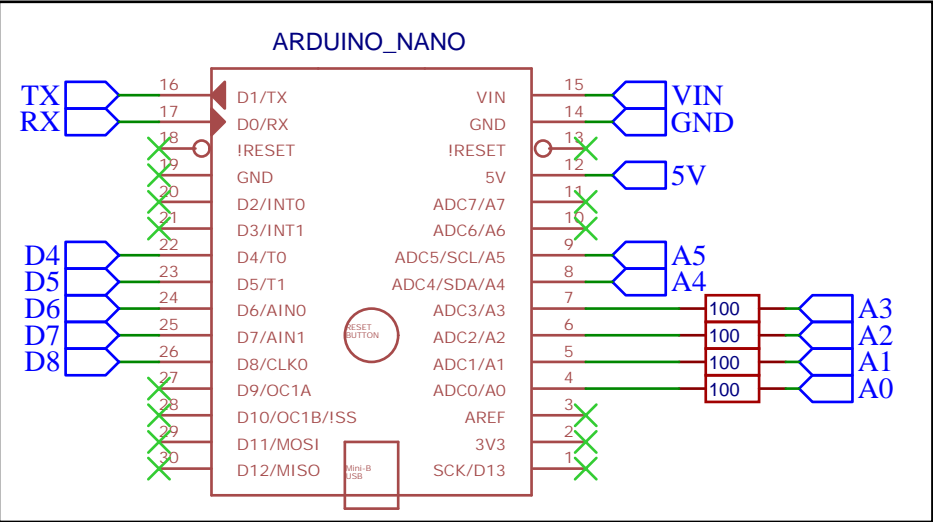 ARDUINO_NANO
TX 16 D1/TX VIN 15 VIN
RX 17 D0/RX GND 14 GND
18 !RESET !RESET 13
19 GND 5V 12 5V
20 D2/INT0 ADC7/A7 11
21 D3/INT1 ADC6/A6 10
D4 22 D4/T0 ADC5/SCL/A5 9 A5
D5 23 D5/T1 ADC4/SDA/A4 8 A4
D6 24 D6/AIN0 ADC3/A3 7 100 A3
RESET
BUTTON
D7 25 D7/AIN1 ADC2/A2 6 100 A2
D8 26 D8/CLK0 ADC1/A1 5 100 A1
27 D9/OC1A ADC0/A0 4 100 A0
28 D10/OC1B/!SS AREF 3
29 D11/MOSI 3V3 2
30 D12/MISO SCK/D13 1
Mini-B
USB